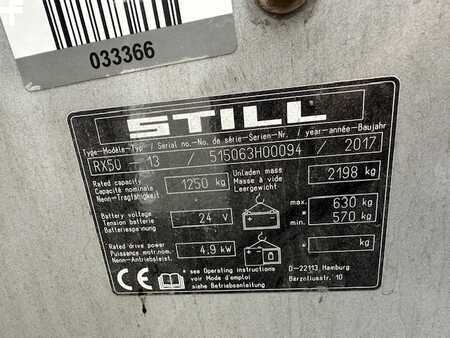 033366
STILL
Type-Modèle-Typ / Serial no.-No. de série-Serien-Nr. / year-année-Baujahr
RX50 - 13 / 515063H00094 / 2017
Rated capacity
Capacité nominale
Nenn-Tragfähigkeit
1250 kg
Unladen mass
Masse à vide
Leergewicht
2198 kg
Battery voltage
Tension batterie
Batteriespannung
24 V
max. 630 kg
*
min. 570 kg
Rated drive power
Puissance motr.nom.
Nenn-Antriebsleist.
4,9 kW
* kg
CE
* see Operating instructions
voir Mode d'emploi
siehe Betriebsanleitung
D-22113 Hamburg
Berzeliusstr. 10